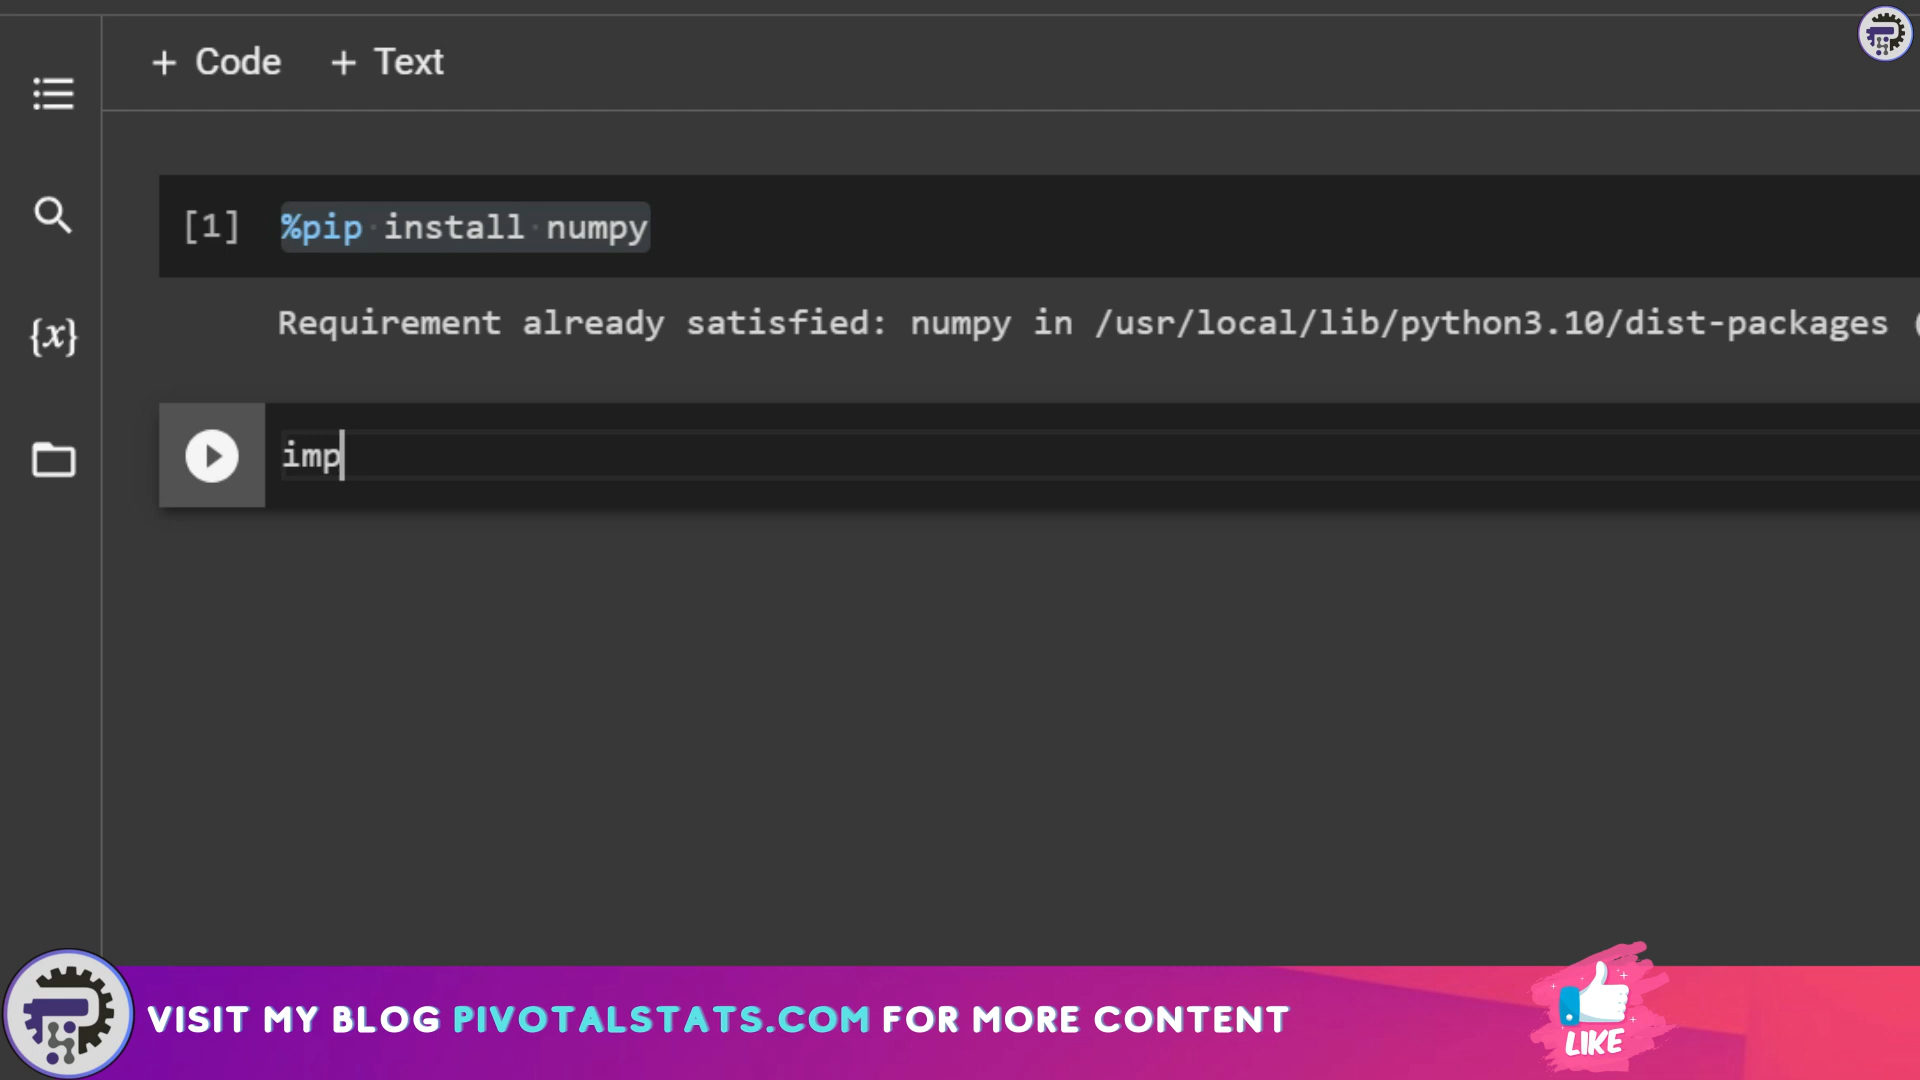 + Code + Text
{x}
[1] %pip install numpy
Requirement already satisfied: numpy in /usr/local/lib/python3.10/dist-packages (
imp
VISIT MY BLOG PIVOTALSTATS.COM FOR MORE CONTENT
LIKE